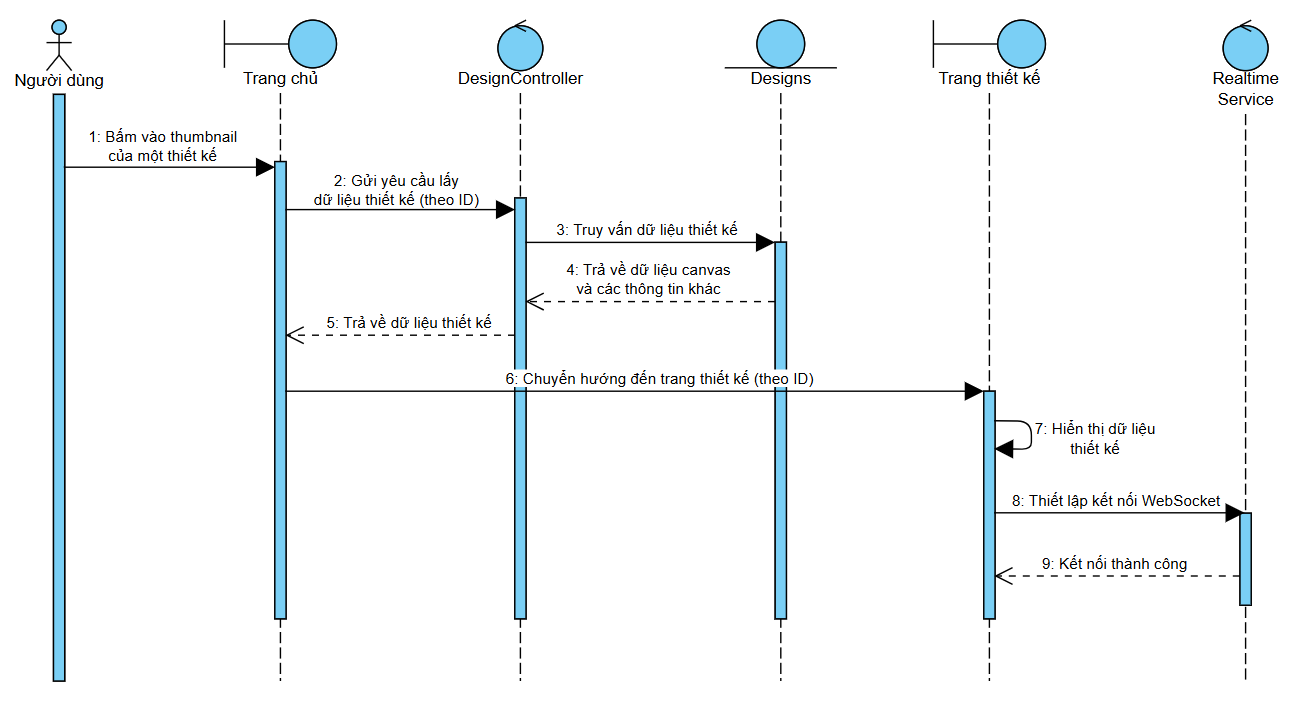 Người dùng
Trang chủ
DesignController
Designs
Trang thiết kế
Realtime
Service
1: Bấm vào thumbnail
của một thiết kế
2: Gửi yêu cầu lấy
dữ liệu thiết kế (theo ID)
3: Truy vấn dữ liệu thiết kế
4: Trả về dữ liệu canvas
và các thông tin khác
5: Trả về dữ liệu thiết kế
6: Chuyển hướng đến trang thiết kế (theo ID)
7: Hiển thị dữ liệu
thiết kế
8: Thiết lập kết nối WebSocket
9: Kết nối thành công